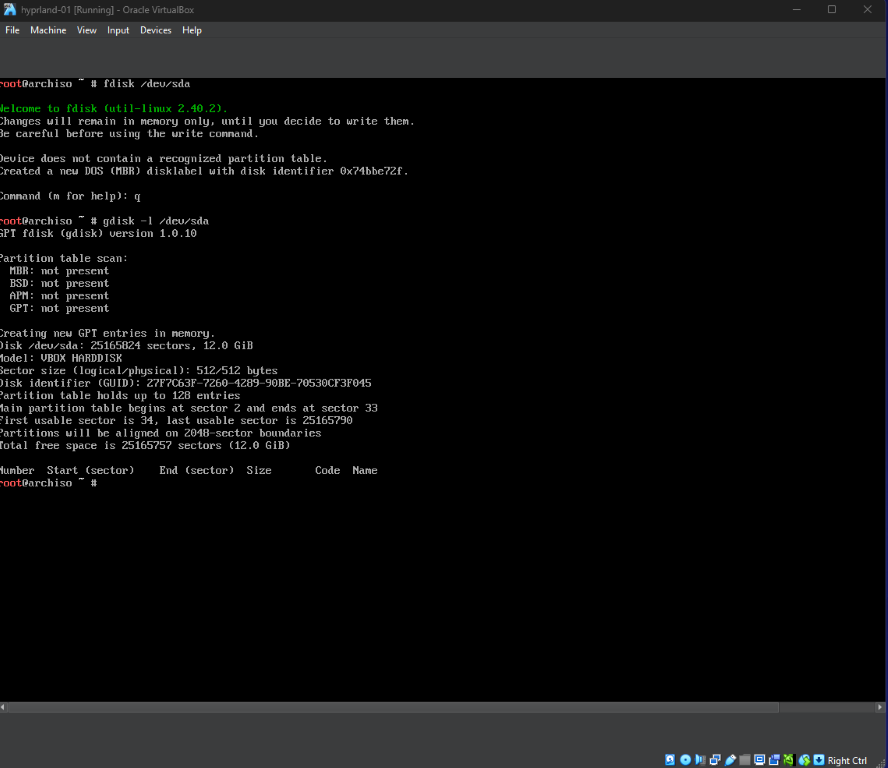 hyprland-01 [Running] - Oracle VirtualBox
File Machine View Input Devices Help
root@archiso ~ # fdisk /dev/sda
Welcome to fdisk (util-linux 2.40.2).
Changes will remain in memory only, until you decide to write them.
Be careful before using the write command.
Device does not contain a recognized partition table.
Created a new DOS (MBR) disklabel with disk identifier 0x74bbe72f.
Command (m for help): q
root@archiso ~ # gdisk -l /dev/sda
GPT fdisk (gdisk) version 1.0.10
Partition table scan:
MBR: not present
BSD: not present
APM: not present
GPT: not present
Creating new GPT entries in memory.
Disk /dev/sda: 25165824 sectors, 12.0 GiB
Model: VBOX HARDDISK
Sector size (logical/physical): 512/512 bytes
Disk identifier (GUID): 27F7C63F-7260-4289-90BE-70530CF3F045
Partition table holds up to 128 entries
Main partition table begins at sector 2 and ends at sector 33
First usable sector is 34, last usable sector is 25165790
Partitions will be aligned on 2048-sector boundaries
Total free space is 25165757 sectors (12.0 GiB)
Number Start (sector) End (sector) Size Code Name
root@archiso ~ #
Right Ctrl